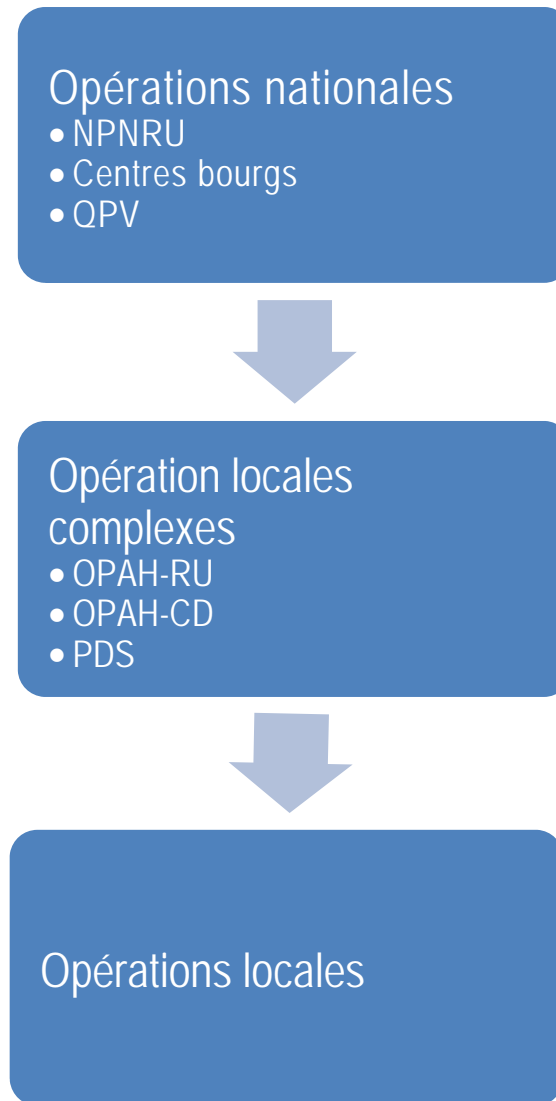 Opérations nationales
• NPNRU
• Centres bourgs
• QPV
Opération locales
complexes
• OPAH-RU
• OPAH-CD
• PDS
Opérations locales